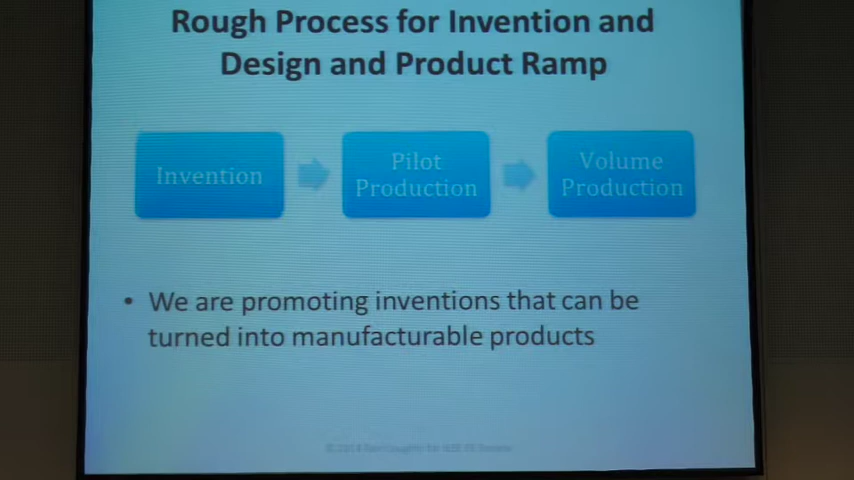 Rough Process for Invention and
Design and Product Ramp
Invention
Pilot
Production
Volume
Production
• We are promoting inventions that can be
turned into manufacturable products